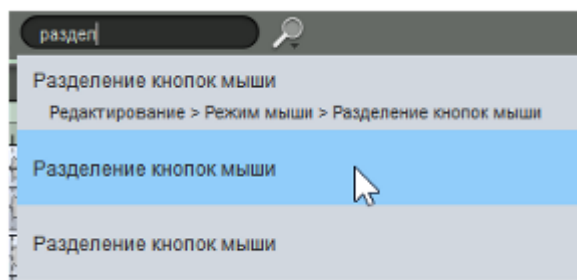 раздел
Разделение кнопок мыши
Редактирование > Режим мыши > Разделение кнопок мыши
Разделение кнопок мыши
Разделение кнопок мыши